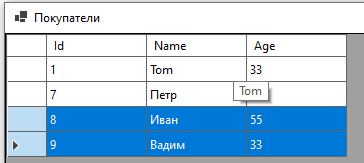 Покупатели
Id Name Age
1 Tom 33
7 Петр
Tom
8 Иван 55
9 Вадим 33